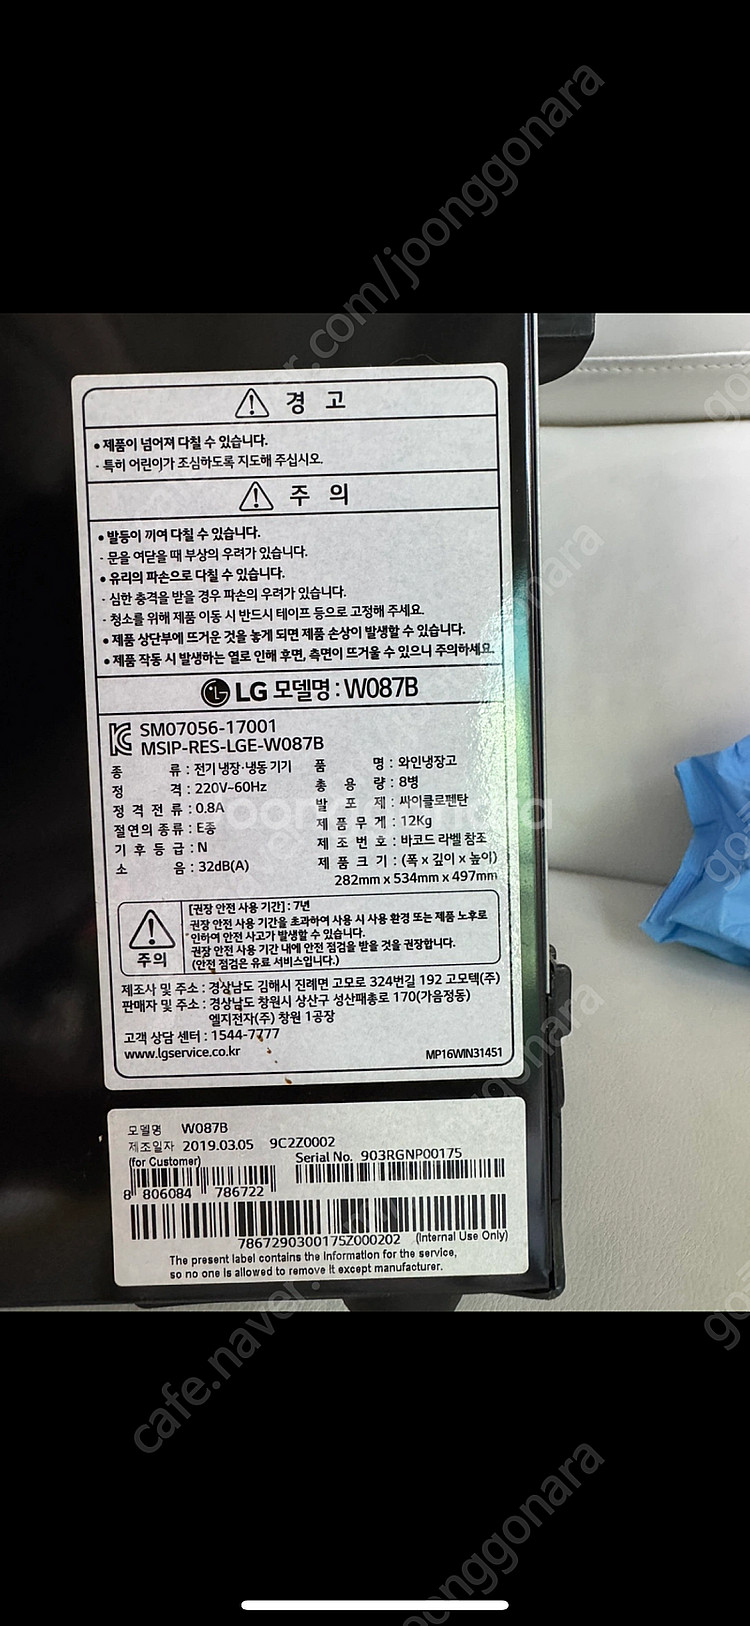 경 고
• 제품이 넘어져 다칠 수 있습니다.
- 특히 어린이가 조심하도록 지도해 주십시오.
주 의
• 발등이 끼여 다칠 수 있습니다.
- 문을 여닫을 때 부상의 우려가 있습니다.
• 유리의 파손으로 다칠 수 있습니다.
- 심한 충격을 받을 경우 파손의 우려가 있습니다.
- 청소를 위해 제품 이동 시 반드시 테이프 등으로 고정해 주세요.
• 제품 상단부에 뜨거운 것을 놓게 되면 제품 손상이 발생할 수 있습니다.
• 제품 작동 시 발생하는 열로 인해 후면, 측면이 뜨거울 수 있으니 주의하세요.
LG 모델명 : W087B
SM07056-17001
MSIP-RES-LGE-W087B
종 류 : 전기 냉장·냉동 기기 품 명 : 와인냉장고
정 격 : 220V~60Hz 총 용 량 : 8병
정 격 전 류 : 0.8A 발 포 제 : 싸이클로펜탄
절연의 종류 : E종 제 품 무 게 : 12Kg
기 후 등 급 : N 제 조 번 호 : 바코드 라벨 참조
소 음 : 32dB(A) 제 품 크 기 : (폭 x 깊이 x 높이)
282mm x 534mm x 497mm
주의
[권장 안전 사용 기간] : 7년
권장 안전 사용 기간을 초과하여 사용 시 사용 환경 또는 제품 노후로
인하여 안전 사고가 발생할 수 있습니다.
권장 안전 사용 기간 내에 안전 점검을 받을 것을 권장합니다.
(안전 점검은 유료 서비스입니다.)
제조사 및 주소 : 경상남도 김해시 진례면 고모로 324번길 192 고모텍(주)
판매자 및 주소 : 경상남도 창원시 상산구 성산패총로 170(가음정동)
엘지전자(주) 창원 1공장
고객 상담 센터 : 1544-7777
www.lgservice.co.kr MP16WIN31451
모델명 W087B
제조일자 2019.03.05 9C2Z0002
(for Customer) Serial No. 903RGNP00175
8 806084 786722
7867290300175Z000202 (Internal Use Only)
The present label contains the Information for the service,
so no one is allowed to remove it except manufacturer.
cafe.naver.com/joonggonara
joonggonara